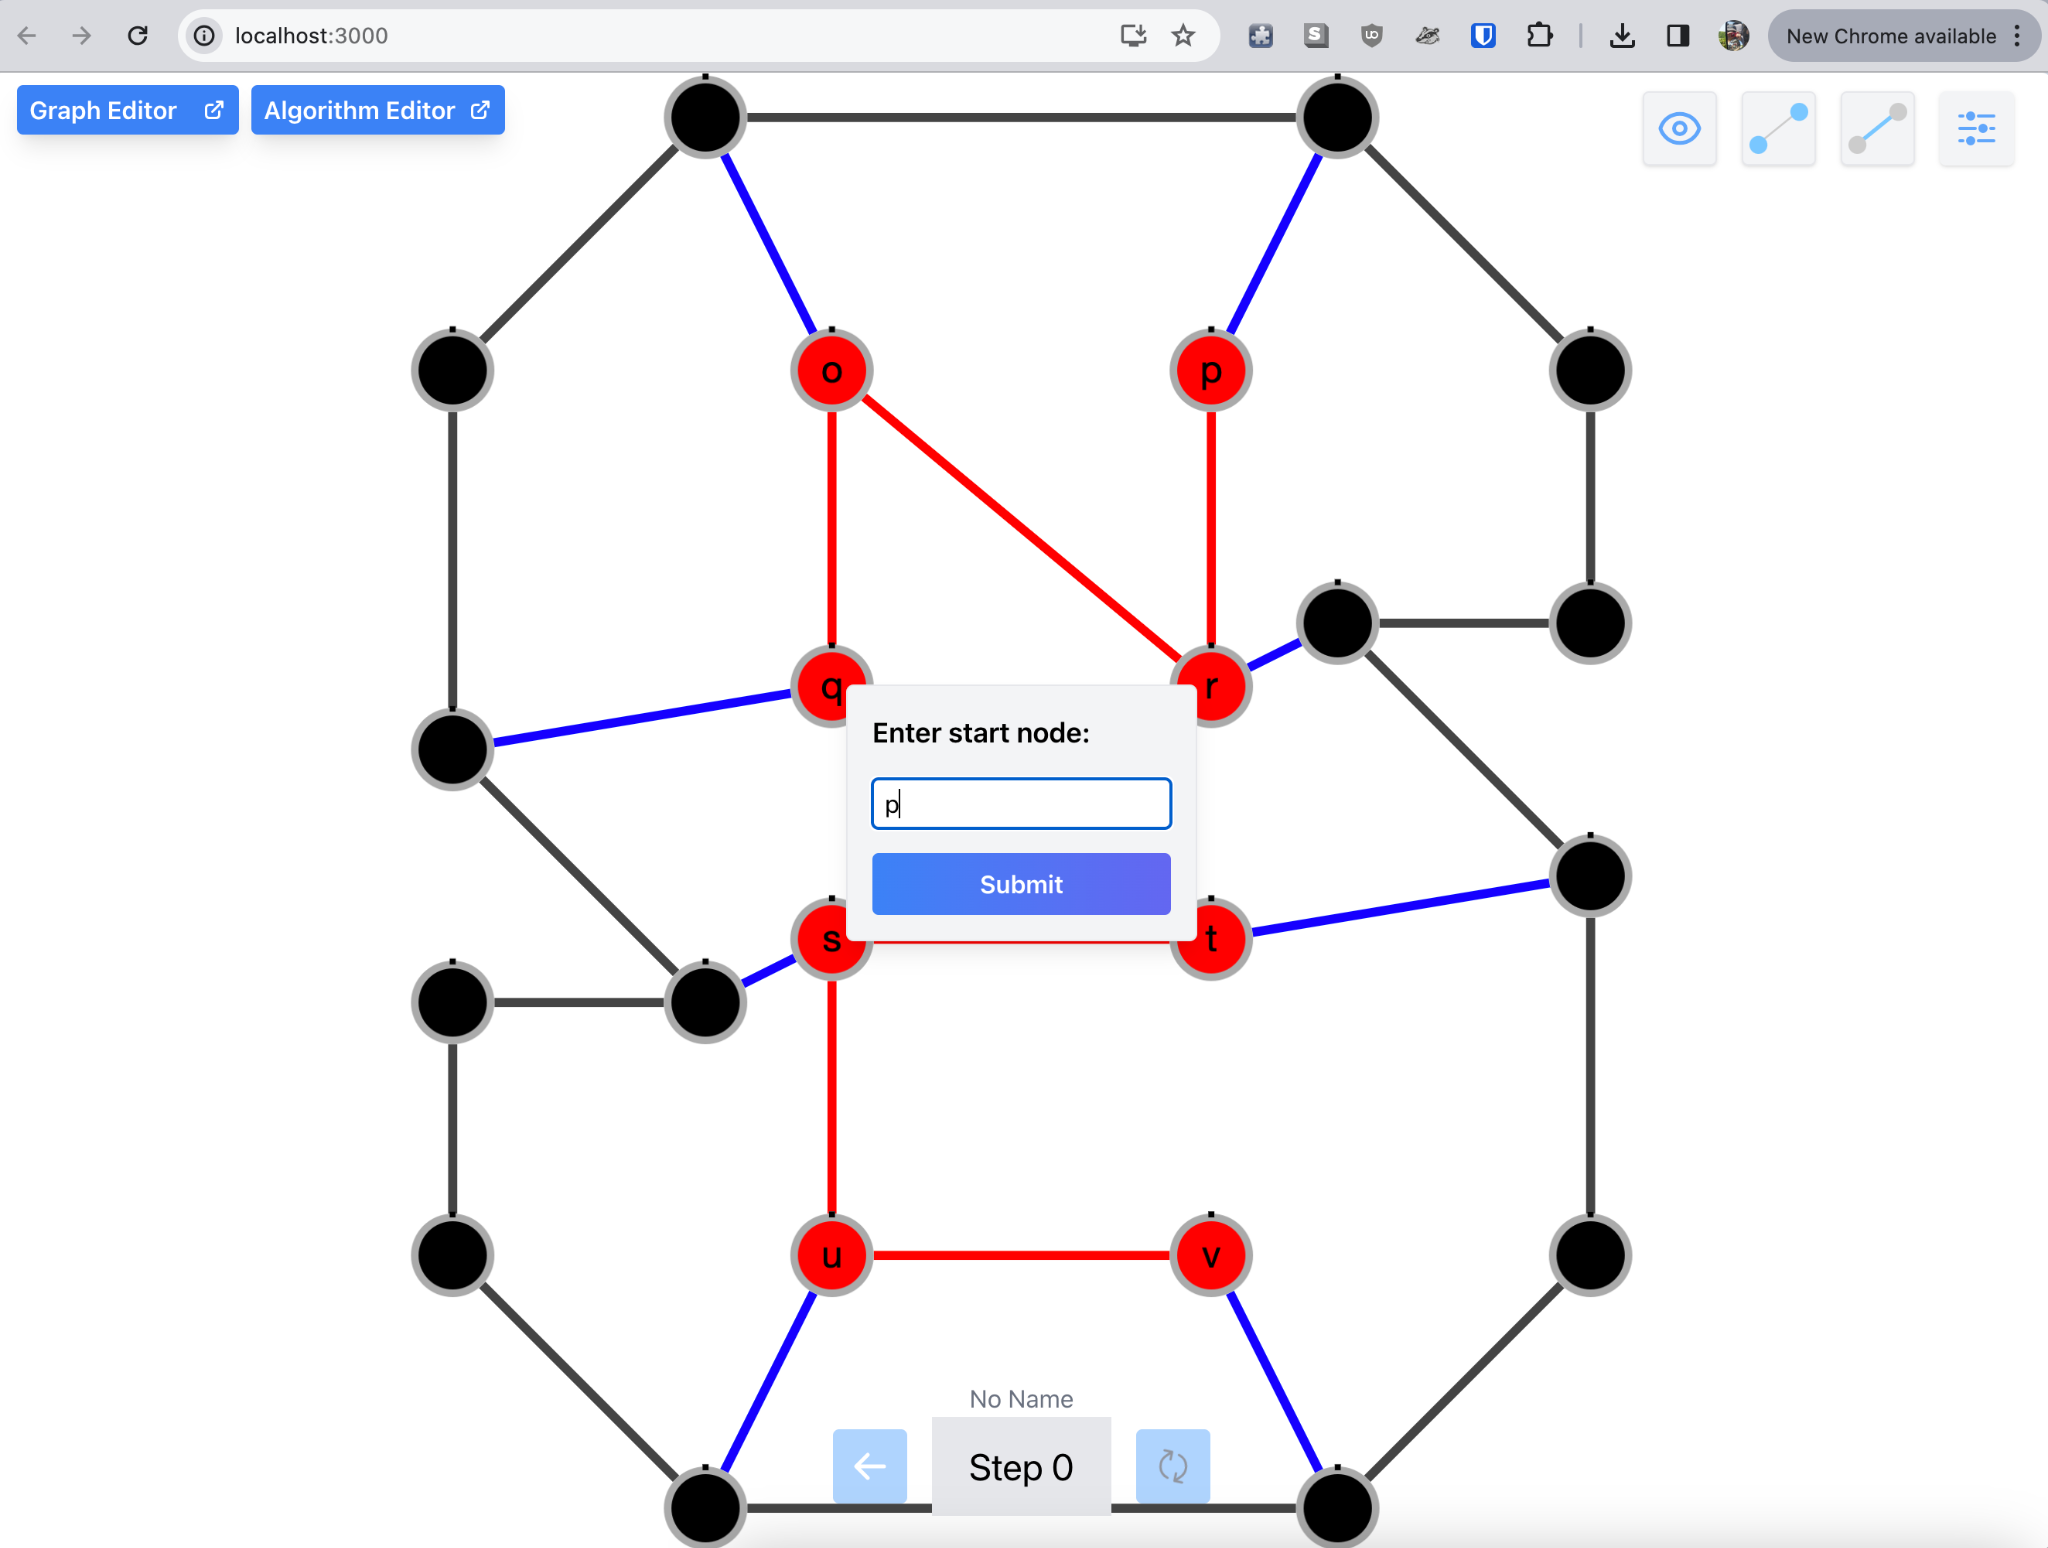 localhost:3000
New Chrome available
Graph Editor
Algorithm Editor
o
p
q
r
Enter start node:
p
Submit
s
t
u
v
No Name
Step 0